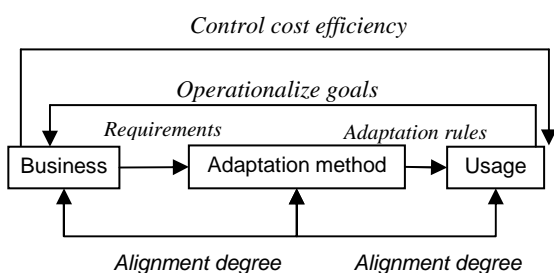 Control cost efficiency
Operationalize goals
Requirements
Adaptation rules
Business
Adaptation method
Usage
Alignment degree
Alignment degree